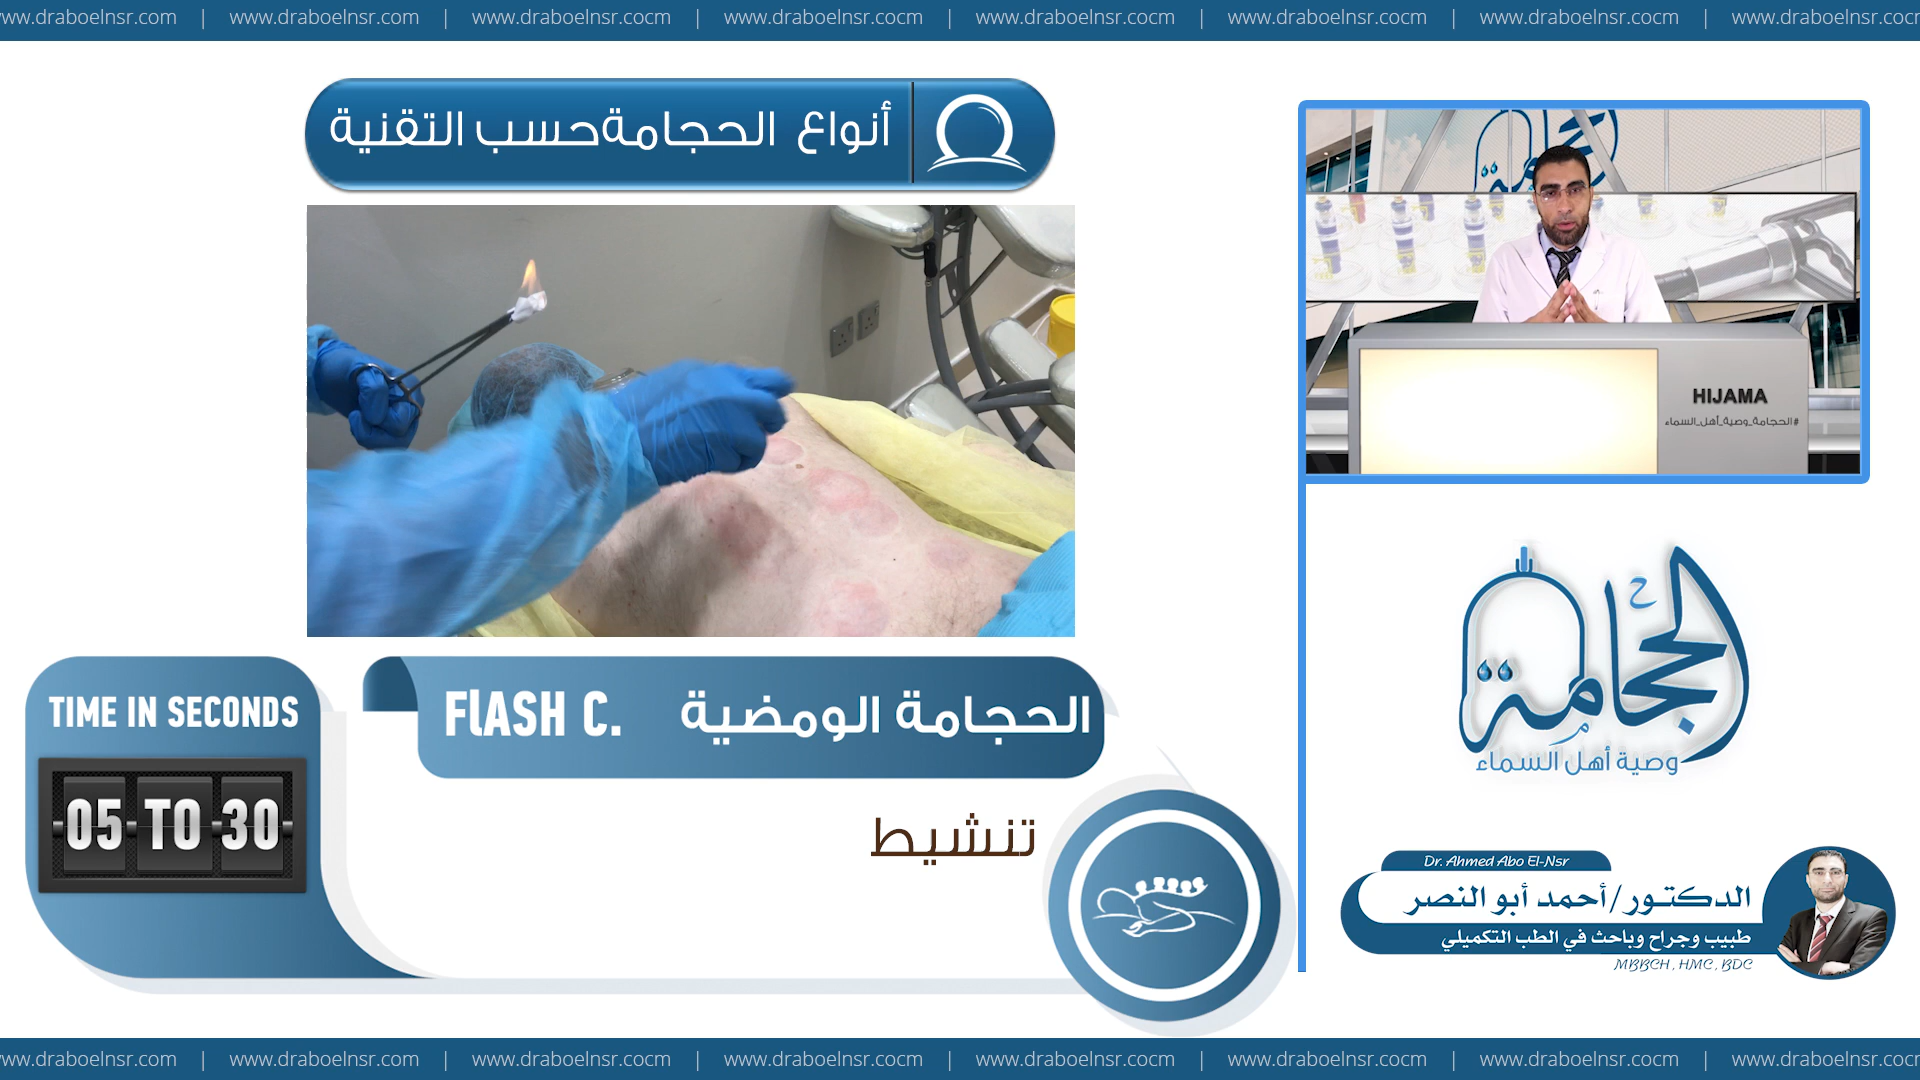 www.draboelnsr.com | www.draboelnsr.com | www.draboelnsr.cocm | www.draboelnsr.cocm | www.draboelnsr.cocm | www.draboelnsr.cocm | www.draboelnsr.cocm
أنواع الحجامةحسب التقنية
HIJAMA
#الحجامة_وصية_أهل_السماء
TIME IN SECONDS
05 TO 30
FlASH C. الحجامة الومضية
تنشيط
الحجامة
وصية أهل السماء
Dr. Ahmed Abo El-Nsr
الدكتور/أحمد أبو النصر
طبيب وجراح وباحث في الطب التكميلي
MBBCH , HMC , BDC
www.draboelnsr.com | www.draboelnsr.com | www.draboelnsr.cocm | www.draboelnsr.cocm | www.draboelnsr.cocm | www.draboelnsr.cocm | www.draboelnsr.cocm